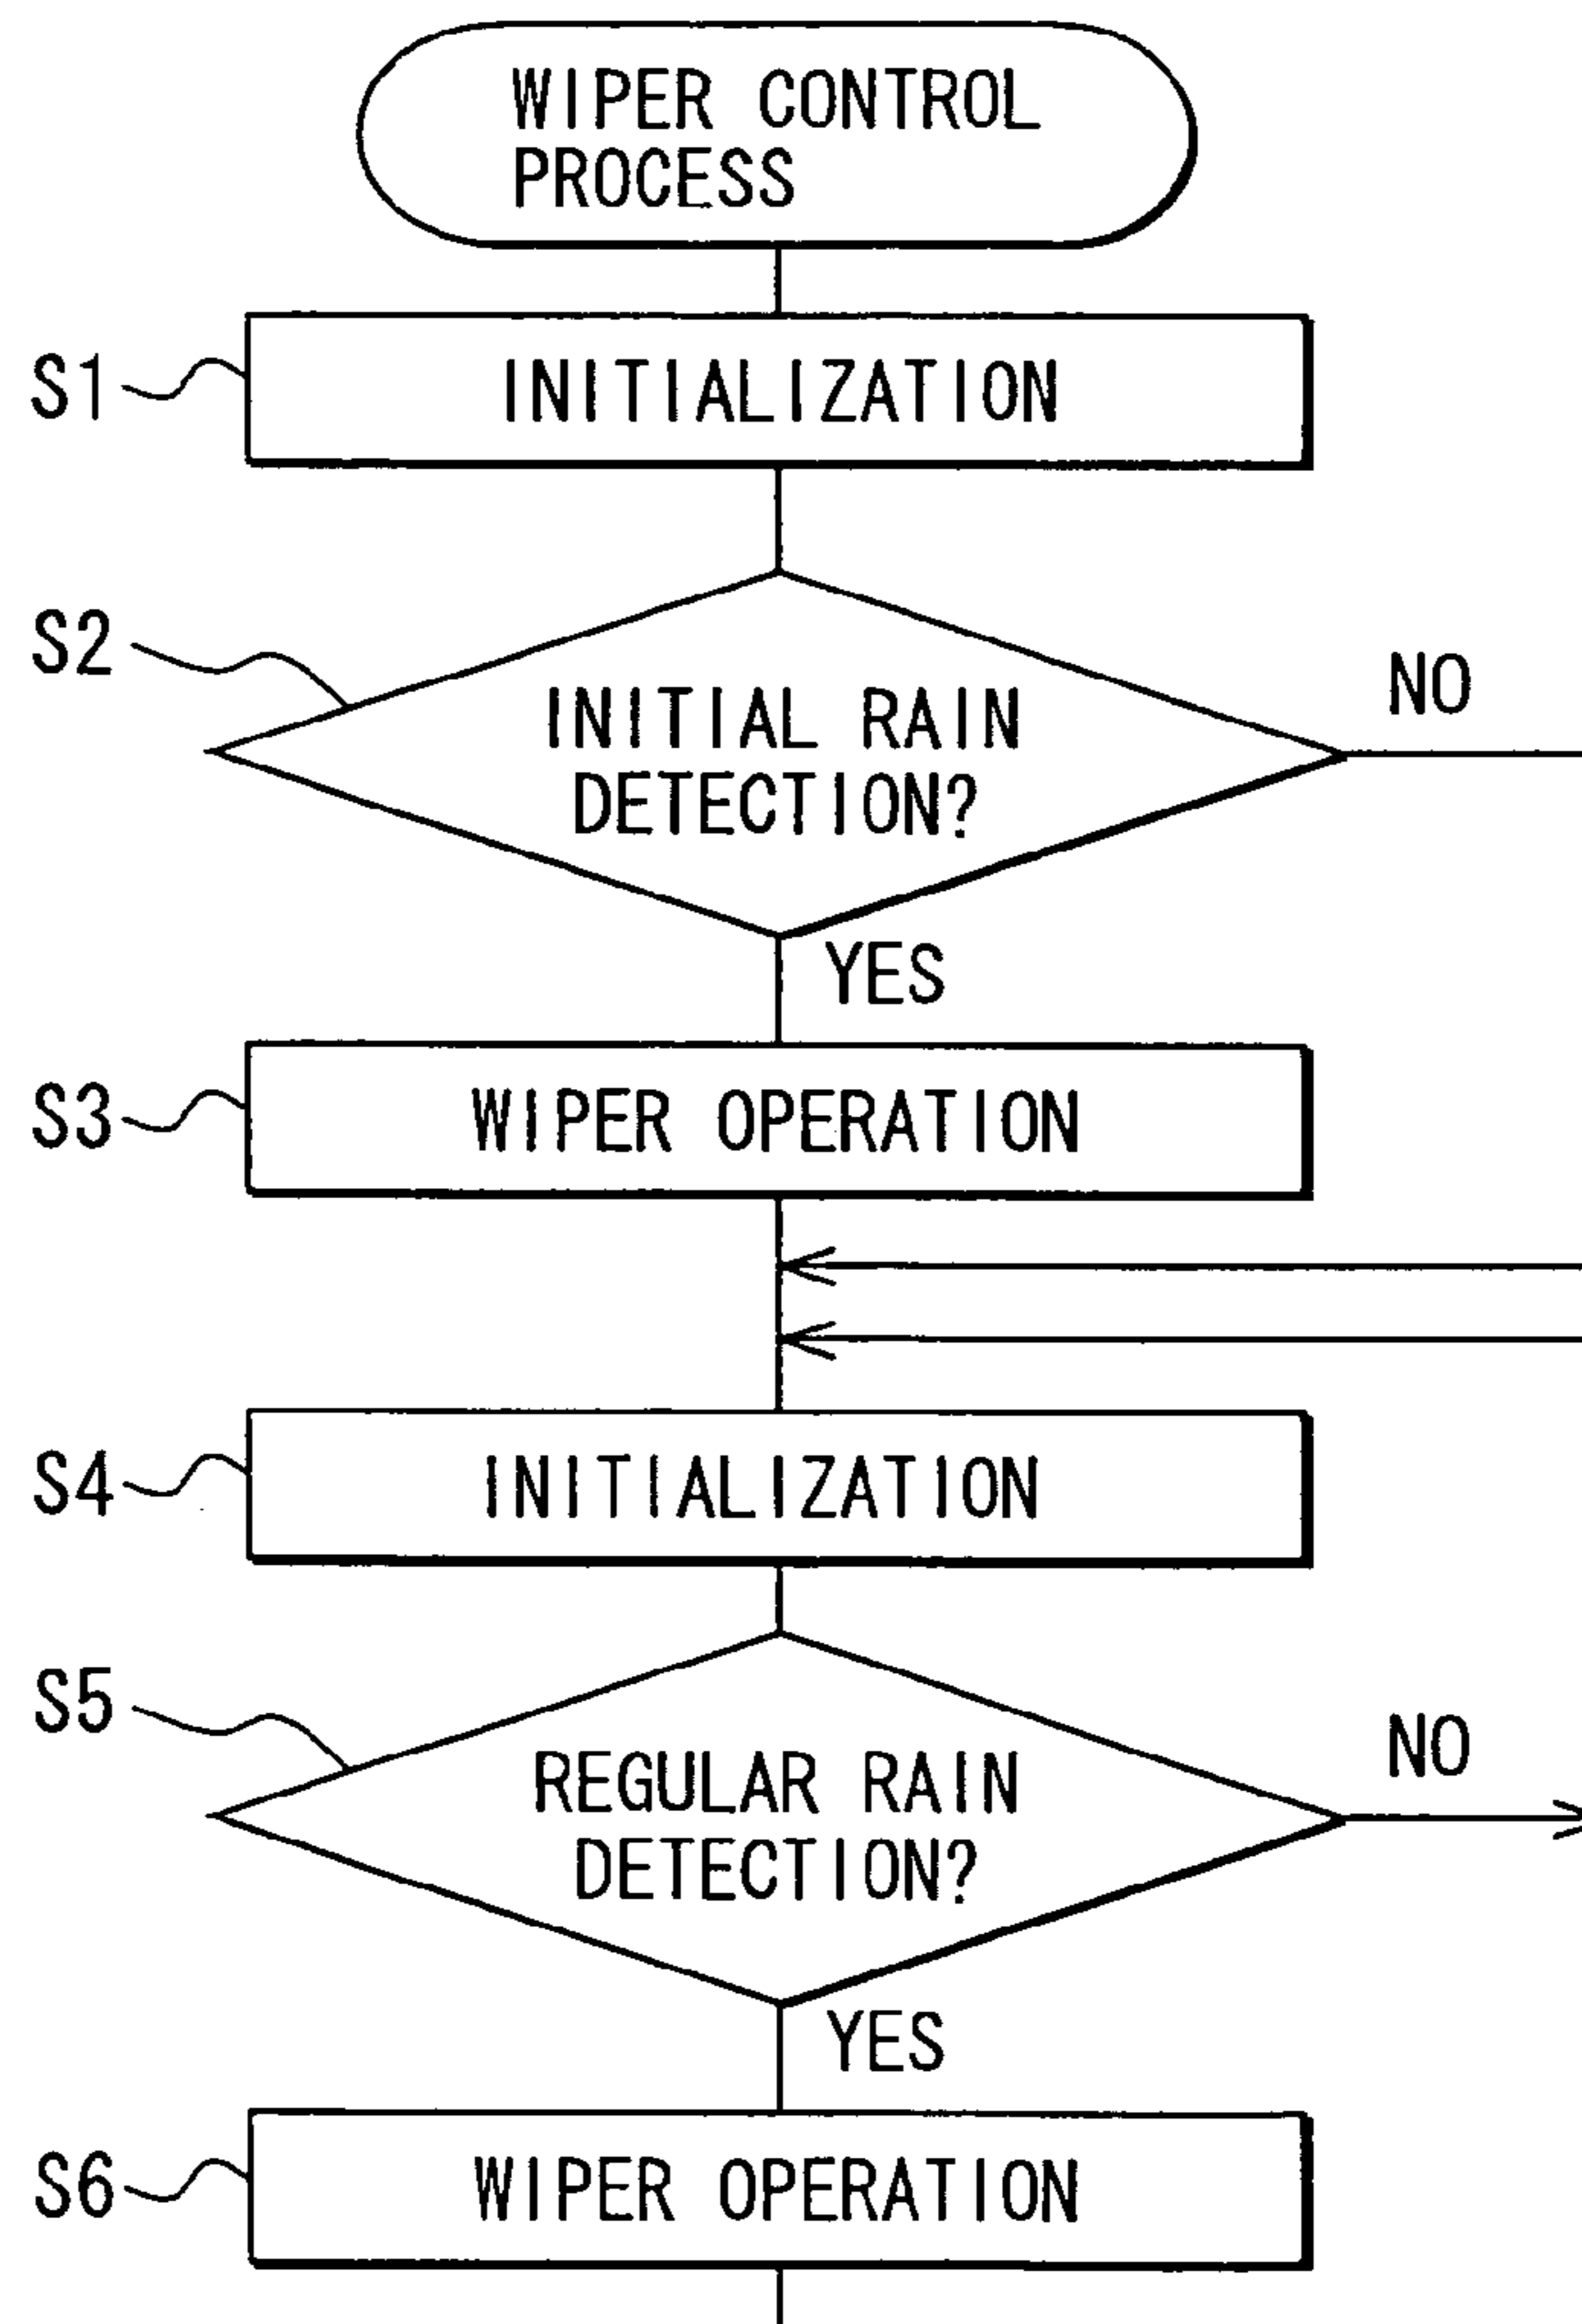 WIPER CONTROL
PROCESS
S1
INITIALIZATION
S2
INITIAL RAIN
DETECTION?
NO
YES
S3
WIPER OPERATION
S4
INITIALIZATION
S5
REGULAR RAIN
DETECTION?
NO
YES
S6
WIPER OPERATION